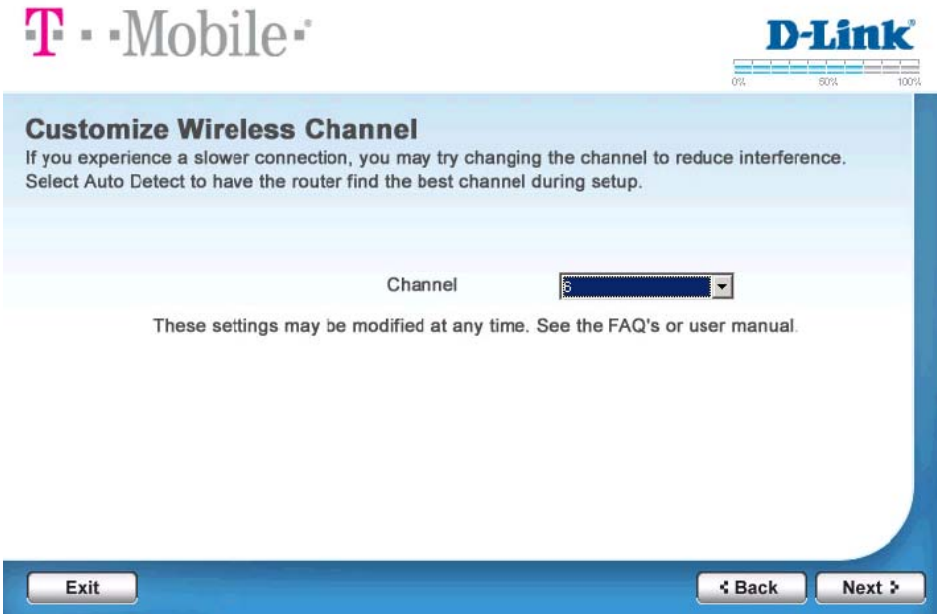 T··Mobile·
D-Link
0% 50% 100%
Customize Wireless Channel
If you experience a slower connection, you may try changing the channel to reduce interference.
Select Auto Detect to have the router find the best channel during setup.
Channel 6
These settings may be modified at any time. See the FAQ's or user manual.
Exit Back Next